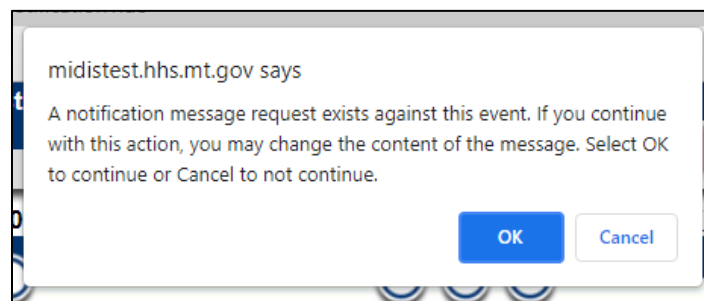 midistest.hhs.mt.gov says
A notification message request exists against this event. If you continue
with this action, you may change the content of the message. Select OK
to continue or Cancel to not continue.
OK
Cancel